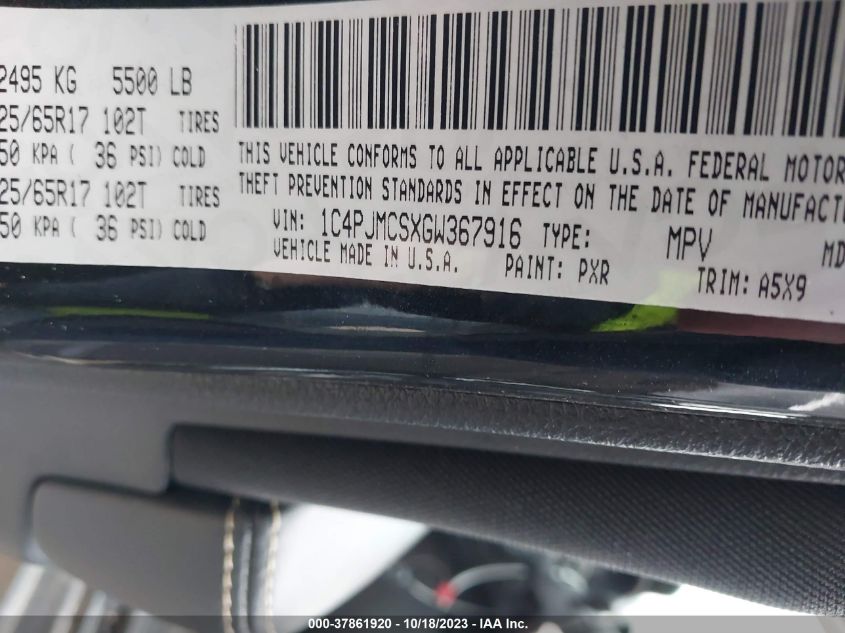 2495 KG 5500 LB
25/65R17 102T TIRES
50 KPA ( 36 PSI) COLD
25/65R17 102T TIRES
50 KPA ( 36 PSI) COLD
THIS VEHICLE CONFORMS TO ALL APPLICABLE U.S.A. FEDERAL MOTOR
THEFT PREVENTION STANDARDS IN EFFECT ON THE DATE OF MANUFACTU
VIN: 1C4PJMCSXGW367916 TYPE: MPV MD
VEHICLE MADE IN U.S.A. PAINT: PXR TRIM: A5X9
000-37861920 - 10/18/2023 - IAA Inc.